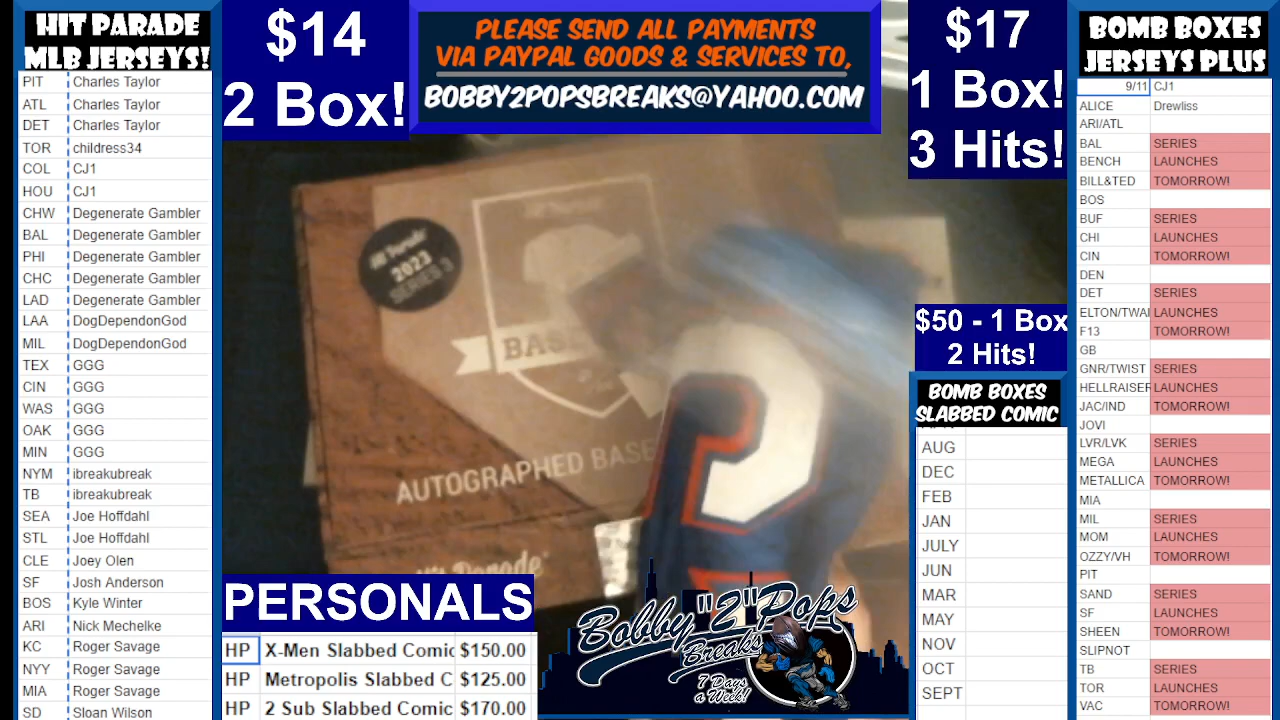 HIT PARADE
MLB JERSEYS!
PIT Charles Taylor
ATL Charles Taylor
DET Charles Taylor
TOR childress34
COL CJ1
HOU CJ1
CHW Degenerate Gambler
BAL Degenerate Gambler
PHI Degenerate Gambler
CHC Degenerate Gambler
LAD Degenerate Gambler
LAA DogDependonGod
MIL DogDependonGod
TEX GGG
CIN GGG
WAS GGG
OAK GGG
MIN GGG
NYM ibreakubreak
TB ibreakubreak
SEA Joe Hoffdahl
STL Joe Hoffdahl
CLE Joey Olen
SF Josh Anderson
BOS Kyle Winter
ARI Nick Mechelke
KC Roger Savage
NYY Roger Savage
MIA Roger Savage
SD Sloan Wilson
$14
2 Box!
PLEASE SEND ALL PAYMENTS
VIA PAYPAL GOODS & SERVICES TO,
BOBBY2POPSBREAKS@YAHOO.COM
Hit Parade
2023
SERIES 3
BAS
AUTOGRAPHED BASE
Hit Parade
2
PERSONALS
HP X-Men Slabbed Comic $150.00
HP Metropolis Slabbed C $125.00
HP 2 Sub Slabbed Comic $170.00
Bobby "2" Pops
Breaks
7 Days
a Week!
$17
1 Box!
3 Hits!
$50 - 1 Box
2 Hits!
BOMB BOXES
SLABBED COMIC
AUG
DEC
FEB
JAN
JULY
JUN
MAR
MAY
NOV
OCT
SEPT
BOMB BOXES
JERSEYS PLUS
9/11 CJ1
ALICE Drewliss
ARI/ATL
BAL SERIES
BENCH LAUNCHES
BILL&TED TOMORROW!
BOS
BUF SERIES
CHI LAUNCHES
CIN TOMORROW!
DEN
DET SERIES
ELTON/TWAI LAUNCHES
F13 TOMORROW!
GB
GNR/TWIST SERIES
HELLRAISER LAUNCHES
JAC/IND TOMORROW!
JOVI
LVR/LVK SERIES
MEGA LAUNCHES
METALLICA TOMORROW!
MIA
MIL SERIES
MOM LAUNCHES
OZZY/VH TOMORROW!
PIT
SAND SERIES
SF LAUNCHES
SHEEN TOMORROW!
SLIPNOT
TB SERIES
TOR LAUNCHES
VAC TOMORROW!